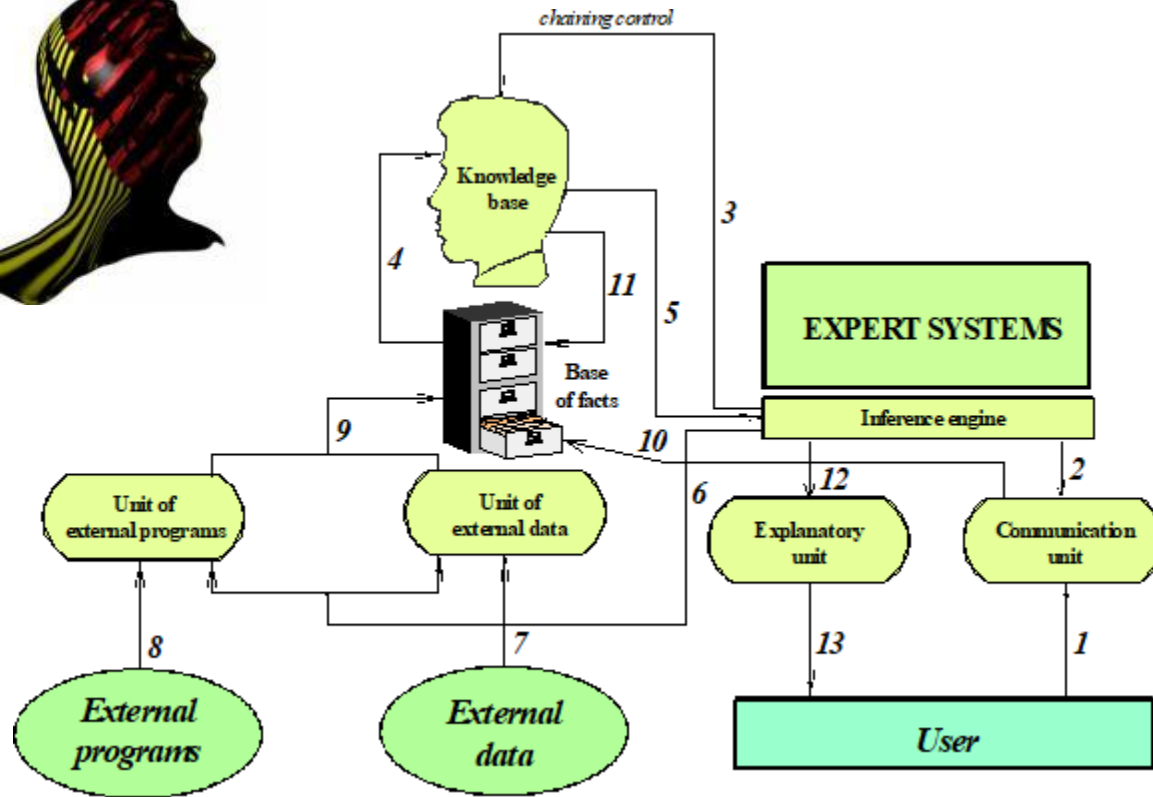 chaining control
Knowledge
base
3
4
11
5
EXPERT SYSTEMS
Base
of facts
Inference engine
9
10
6
12
2
Unit of
external programs
Unit of
external data
Explanatory
unit
Communication
unit
8
7
13
1
External
programs
External
data
User